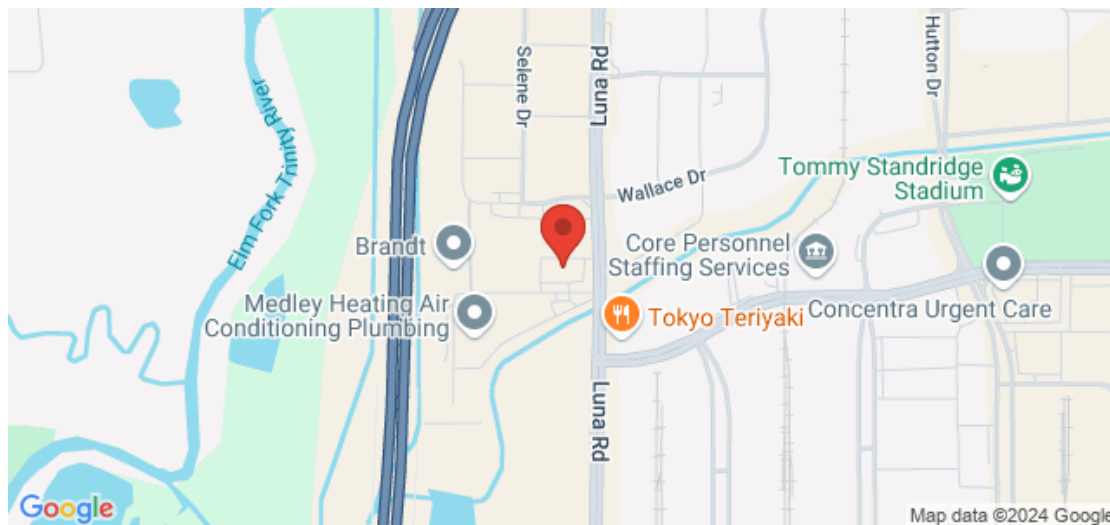 Selene Dr
Luna Rd
Hutton Dr
Elm Fork Trinity River
Wallace Dr
Tommy Standridge
Stadium
Brandt
Core Personnel
Staffing Services
Medley Heating Air
Conditioning Plumbing
Tokyo Teriyaki
Concentra Urgent Care
Luna Rd
Google
Map data ©2024 Google